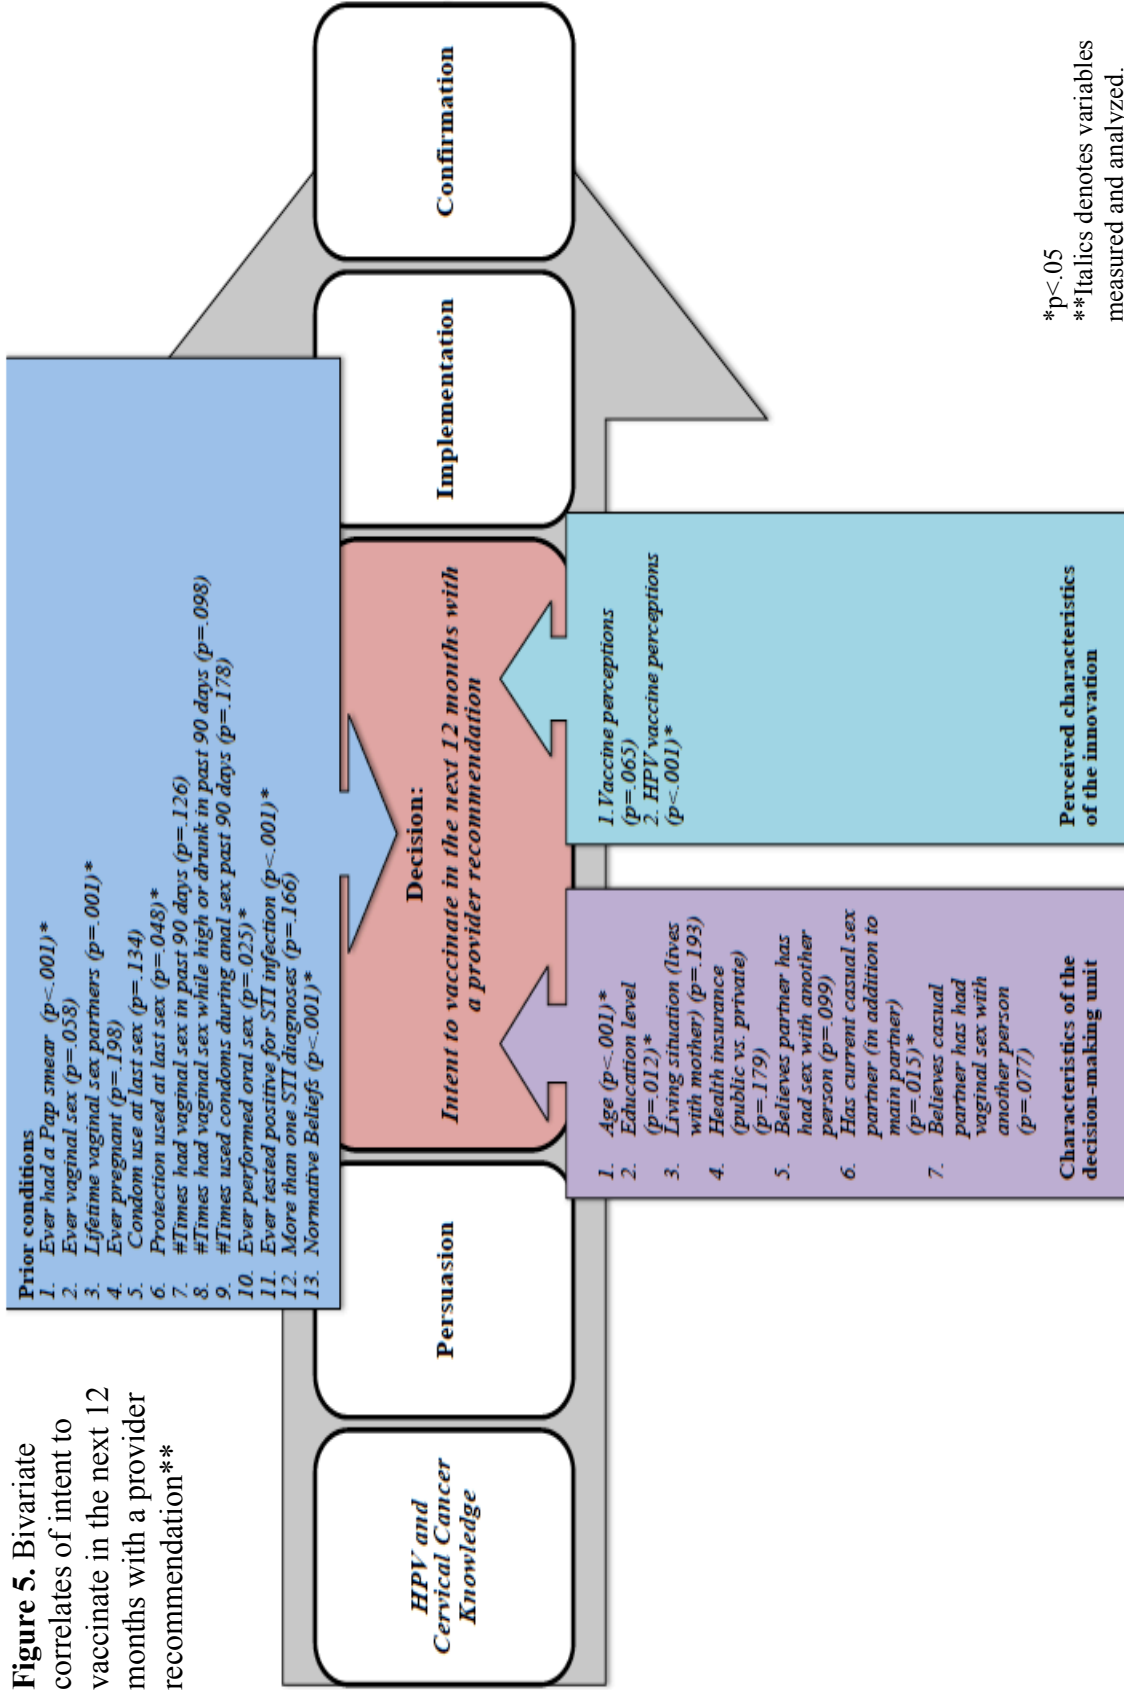 Figure 5. Bivariate
correlates of intent to
vaccinate in the next 12
months with a provider
recommendation**
Prior conditions
1. Ever had a Pap smear (p<.001)*
2. Ever vaginal sex (p=.058)
3. Lifetime vaginal sex partners (p=.001)*
4. Ever pregnant (p=.198)
5. Condom use at last sex (p=.134)
6. Protection used at last sex (p=.048)*
7. #Times had vaginal sex in past 90 days (p=.126)
8. #Times had vaginal sex while high or drunk in past 90 days (p=.098)
9. #Times used condoms during anal sex past 90 days (p=.178)
10. Ever performed oral sex (p=.025)*
11. Ever tested positive for STI infection (p<.001)*
12. More than one STI diagnoses (p=.166)
13. Normative Beliefs (p<.001)*
HPV and
Cervical Cancer
Knowledge
Persuasion
Decision:
Intent to vaccinate in the next 12 months with
a provider recommendation
Implementation
Confirmation
1. Age (p<.001)*
2. Education level
(p=.012)*
3. Living situation (lives
with mother) (p=.193)
4. Health insurance
(public vs. private)
(p=.179)
5. Believes partner has
had sex with another
person (p=.099)
6. Has current casual sex
partner (in addition to
main partner)
(p=.015)*
7. Believes casual
partner has had
vaginal sex with
another person
(p=.077)
Characteristics of the
decision-making unit
1.Vaccine perceptions
(p=.065)
2. HPV vaccine perceptions
(p<.001)*
Perceived characteristics
of the innovation
*p<.05
**Italics denotes variables
measured and analyzed.